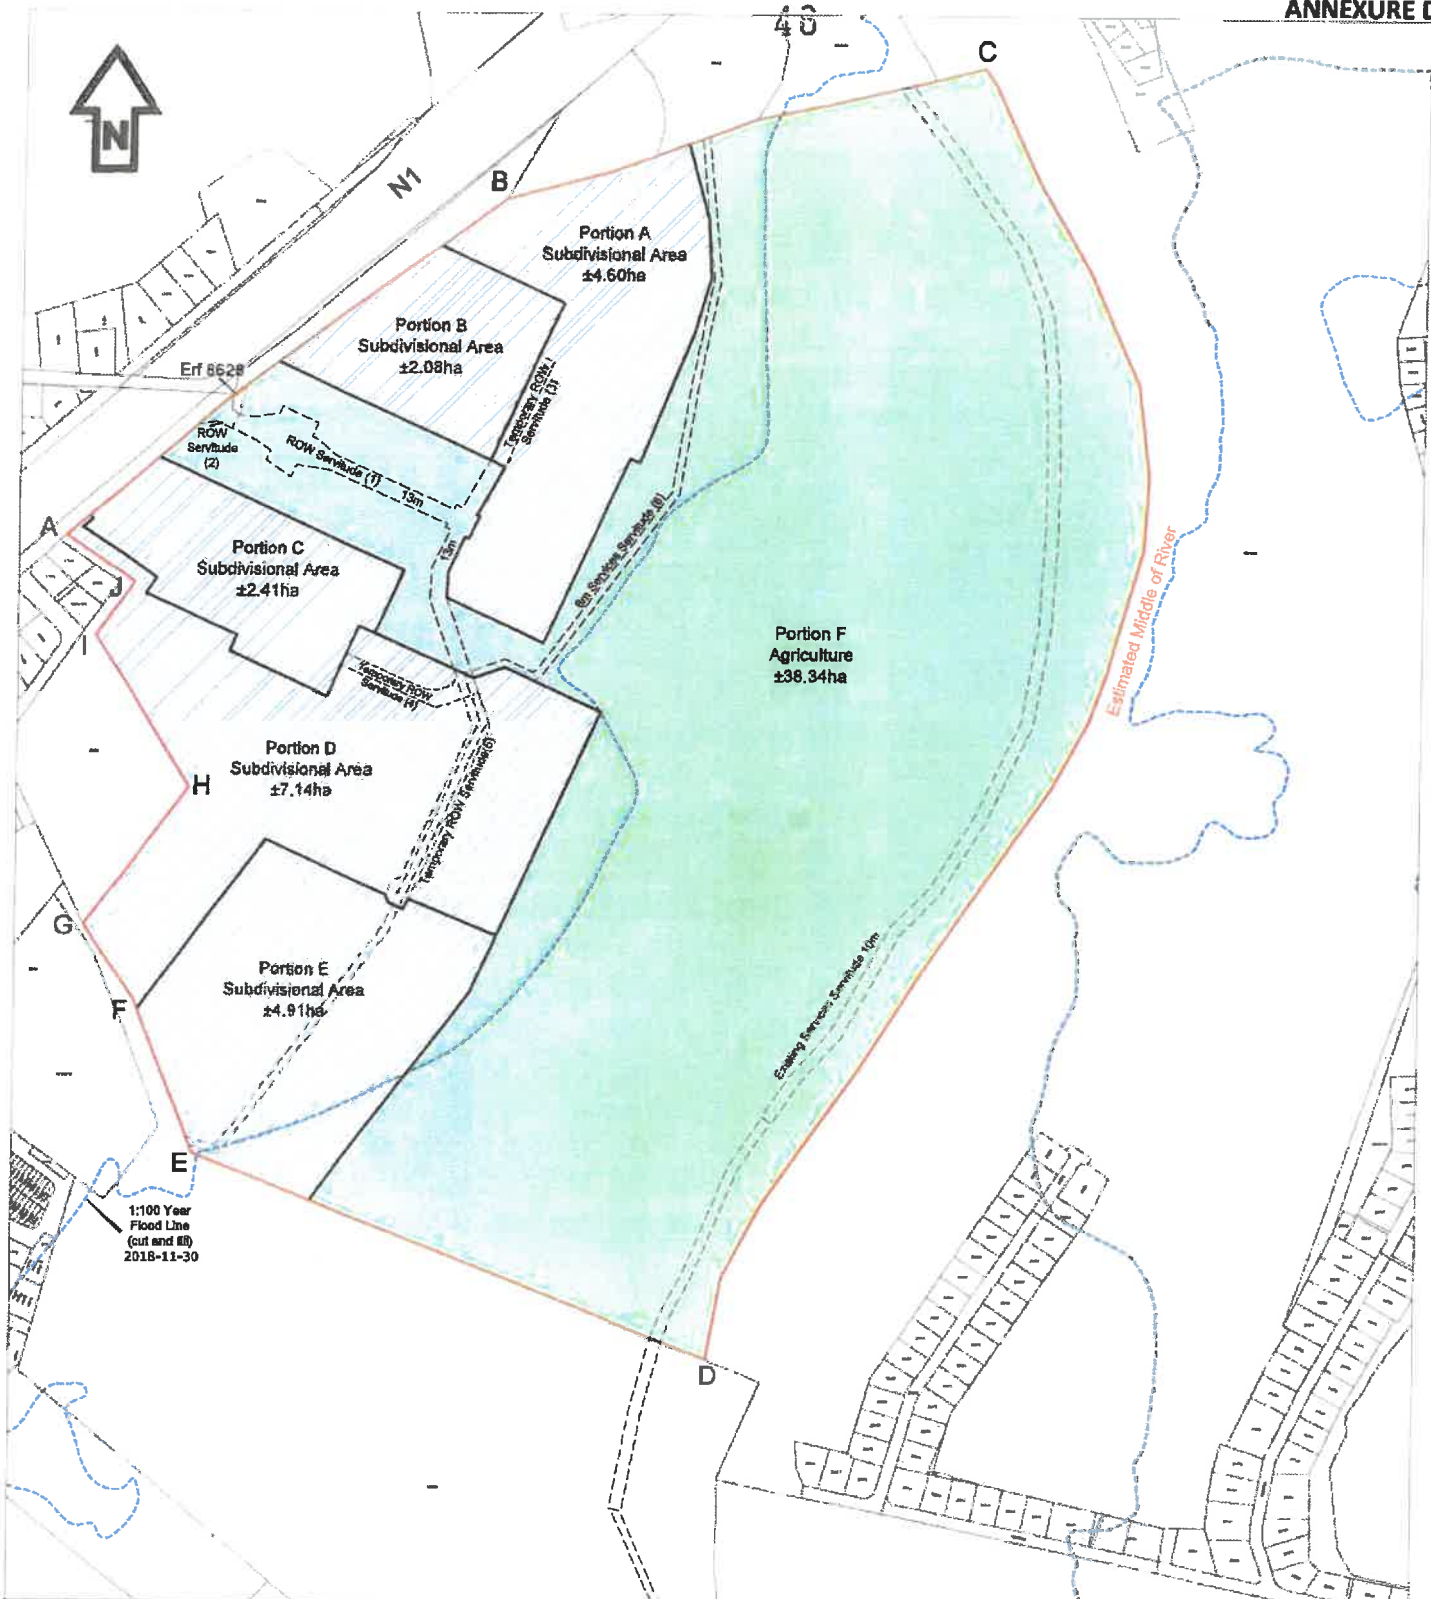 ANNEXURE D
40
C
N
N1
B
Portion A
Subdivisional Area
±4.60ha
Portion B
Subdivisional Area
±2.08ha
Erf 8628
Temporary ROW
Servitude (3)
ROW
Servitude
(2)
ROW Servitude (1)
13m
A
13m
Portion C
Subdivisional Area
±2.41ha
6m Services Servitude (6)
J
I
Portion F
Agriculture
±38.34ha
Estimated Middle of River
Temporary ROW
Servitude (4)
Portion D
Subdivisional Area
±7.14ha
H
Temporary ROW Servitude(5)
G
Portion E
Subdivisional Area
±4.91ha
F
Existing Services Servitude 10m
E
1:100 Year
Flood Line
(cut and fill)
2018-11-30
D